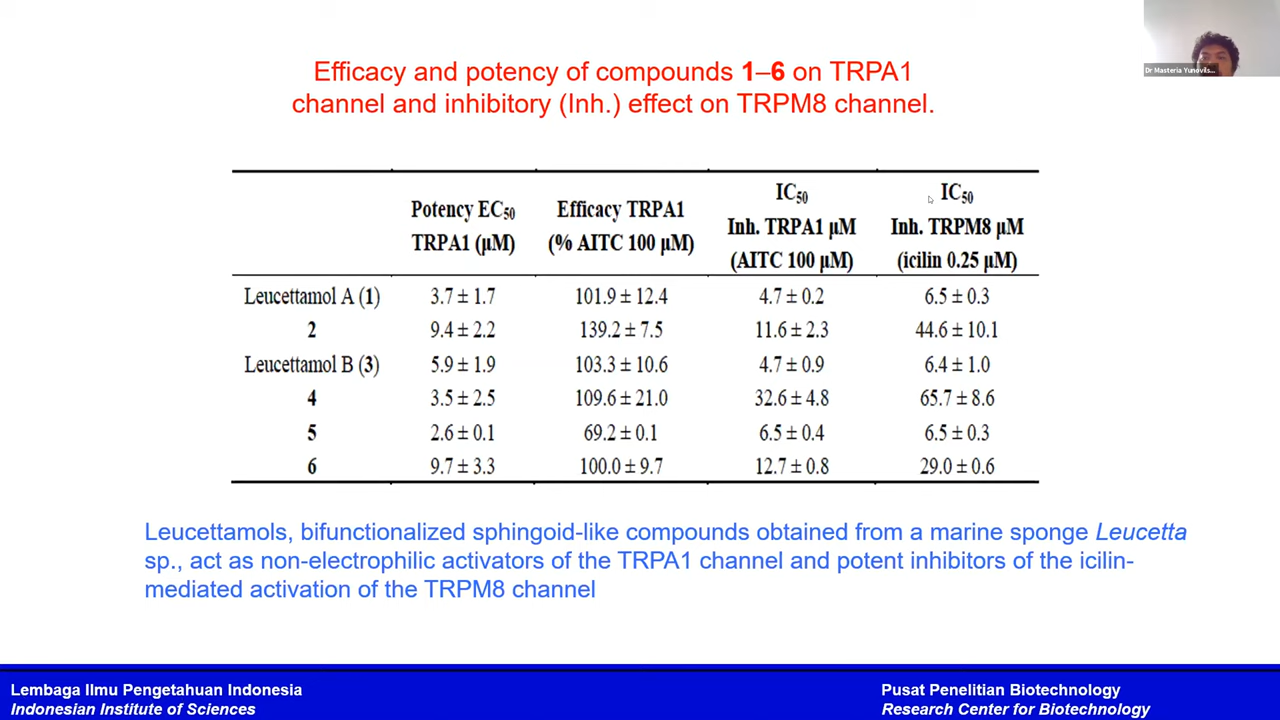 Dr Masteria Yunovils...
Efficacy and potency of compounds 1–6 on TRPA1
channel and inhibitory (Inh.) effect on TRPM8 channel.
Potency EC50 TRPA1 (µM) Efficacy TRPA1 (% AITC 100 µM) IC50 Inh. TRPA1 µM (AITC 100 µM) IC50 Inh. TRPM8 µM (icilin 0.25 µM)
Leucettamol A (1) 3.7 ± 1.7 101.9 ± 12.4 4.7 ± 0.2 6.5 ± 0.3
2 9.4 ± 2.2 139.2 ± 7.5 11.6 ± 2.3 44.6 ± 10.1
Leucettamol B (3) 5.9 ± 1.9 103.3 ± 10.6 4.7 ± 0.9 6.4 ± 1.0
4 3.5 ± 2.5 109.6 ± 21.0 32.6 ± 4.8 65.7 ± 8.6
5 2.6 ± 0.1 69.2 ± 0.1 6.5 ± 0.4 6.5 ± 0.3
6 9.7 ± 3.3 100.0 ± 9.7 12.7 ± 0.8 29.0 ± 0.6
Leucettamols, bifunctionalized sphingoid-like compounds obtained from a marine sponge Leucetta
sp., act as non-electrophilic activators of the TRPA1 channel and potent inhibitors of the icilin-
mediated activation of the TRPM8 channel
Lembaga Ilmu Pengetahuan Indonesia
Indonesian Institute of Sciences
Pusat Penelitian Biotechnology
Research Center for Biotechnology